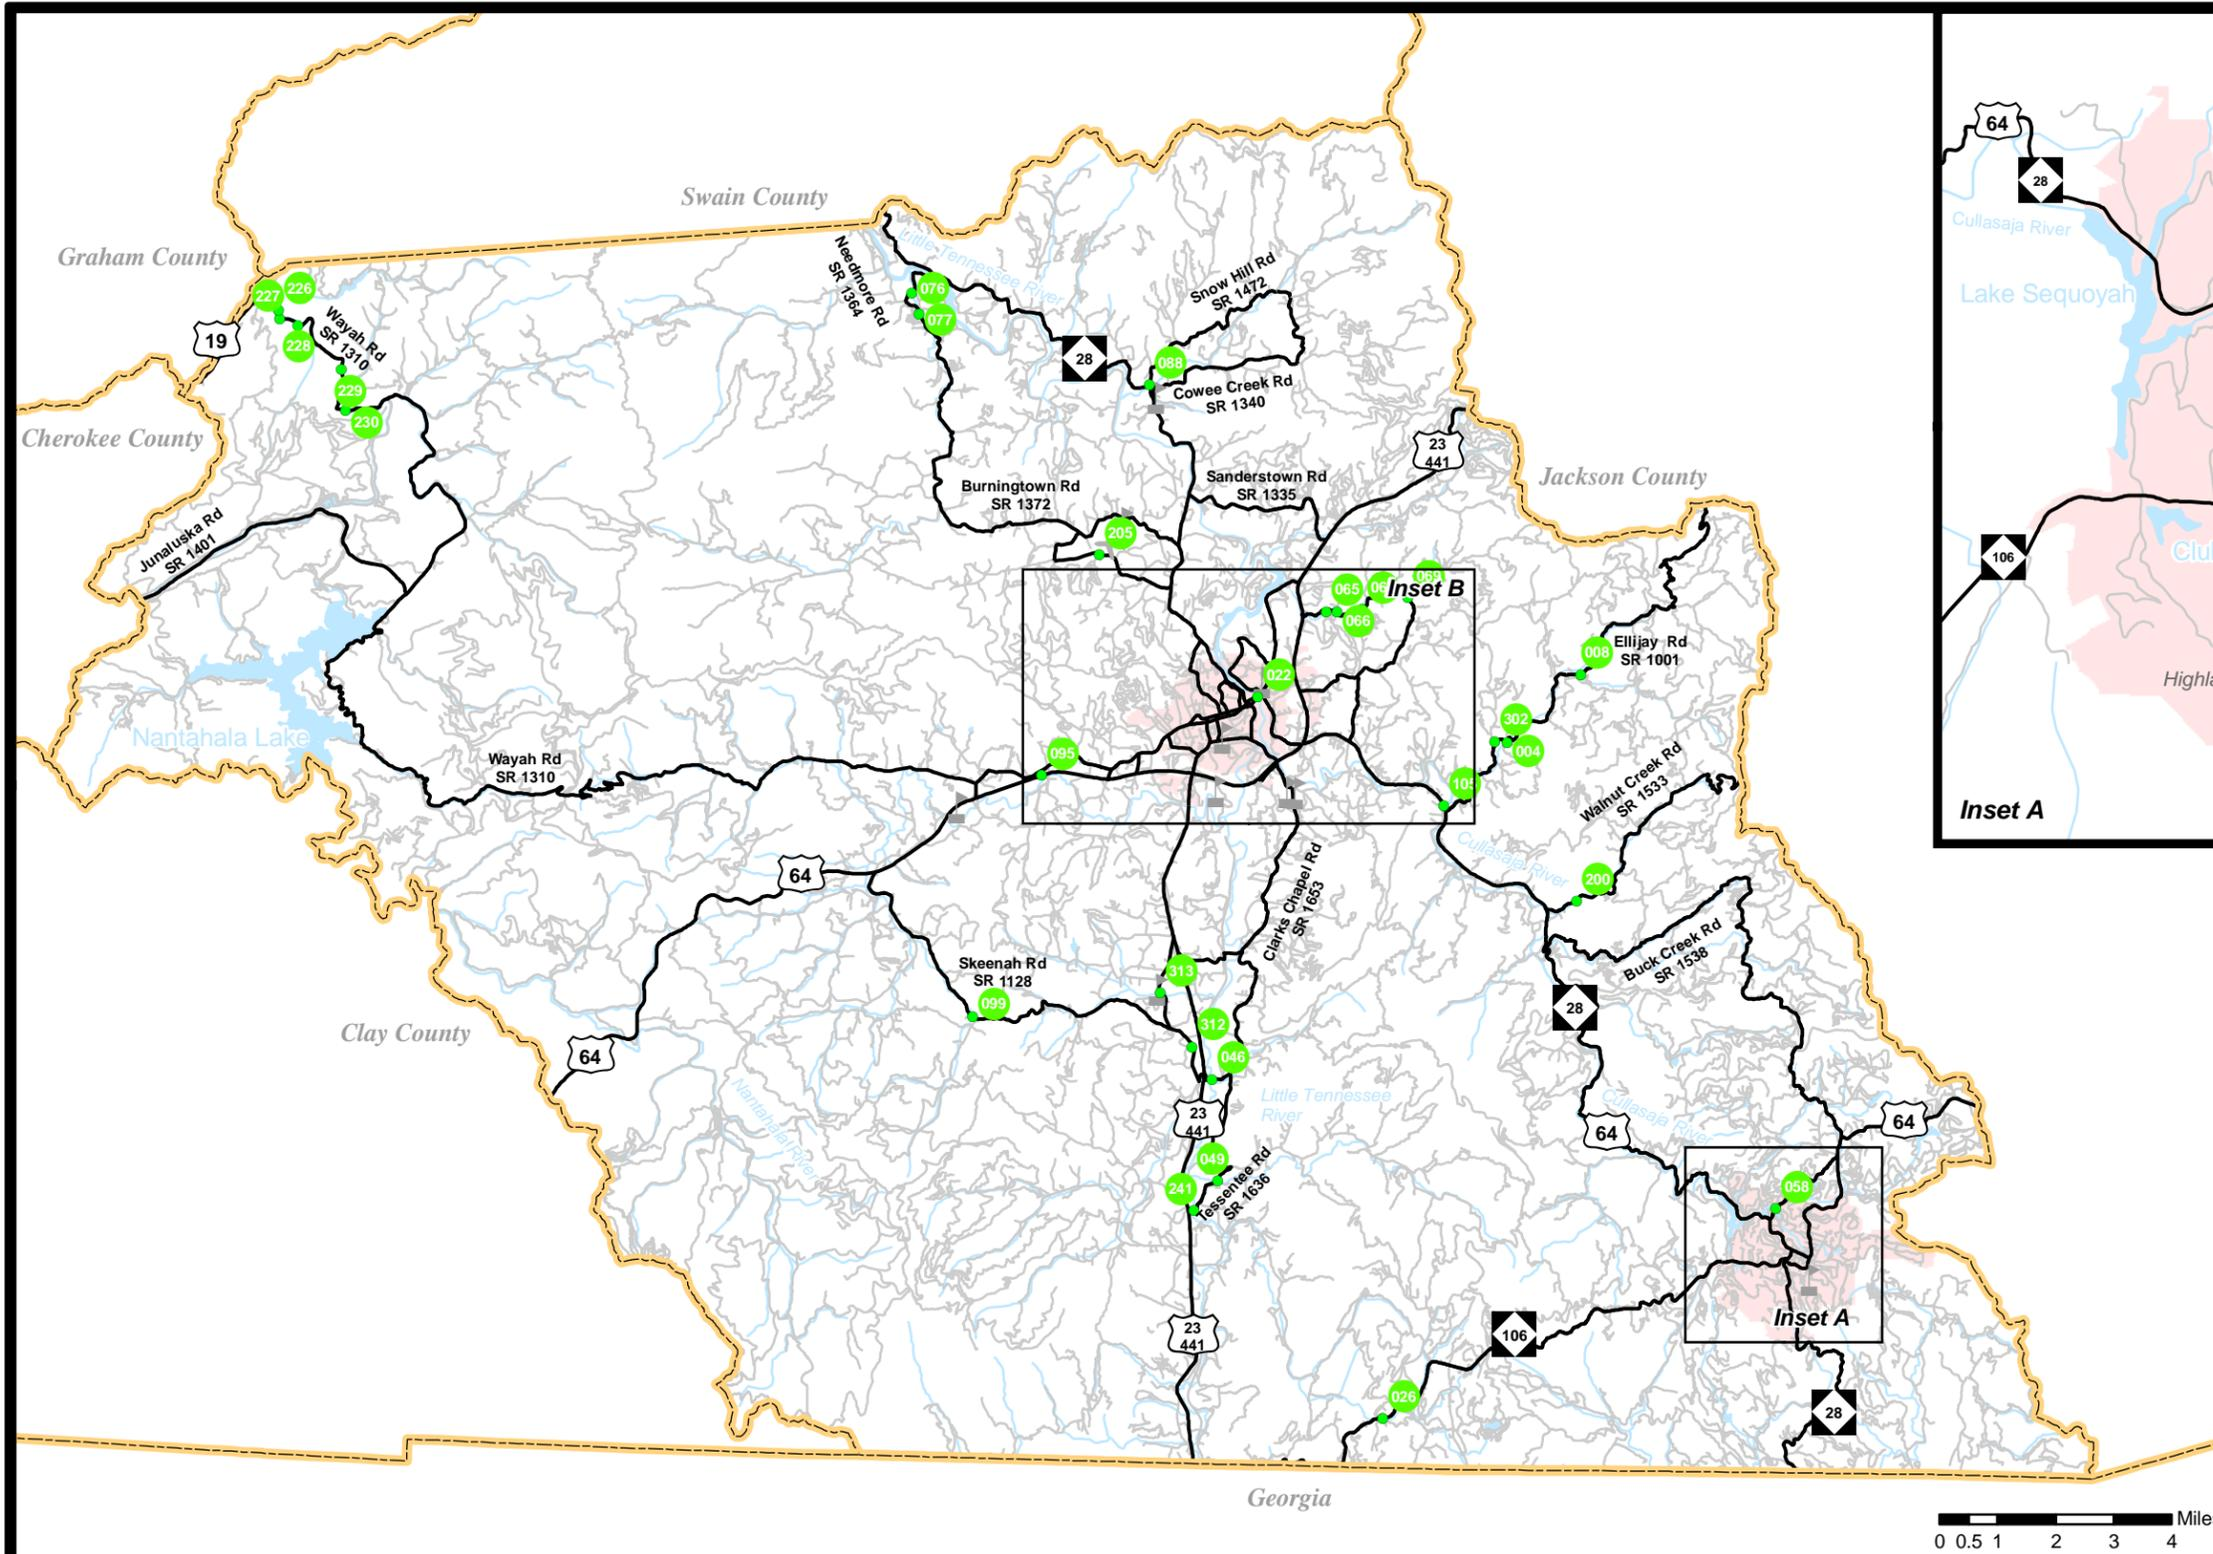 64
28
Cullasaja River
Lake Sequoyah
106
Inset A
Swain County
Graham County
227
226
19
228
Wayah Rd
SR 1310
229
230
Cherokee County
Needmore Rd
SR 1364
Little Tennessee River
076
077
Snow Hill Rd
SR 1472
28
088
Cowee Creek Rd
SR 1340
23
441
Jackson County
Sanderstown Rd
SR 1335
Burningtown Rd
SR 1372
205
Junaluska Rd
SR 1401
Inset B
065
066
069
022
Ellijay Rd
SR 1001
008
302
004
Nantahala Lake
Wayah Rd
SR 1310
095
105
Walnut Creek Rd
SR 1533
Cullasaja River
200
64
Clarks Chapel Rd
SR 1653
Buck Creek Rd
SR 1538
Skeenah Rd
SR 1128
099
313
312
046
28
Clay County
64
Nantahala River
Little Tennessee
River
23
441
Cullasaja River
64
64
049
241
Tessentee Rd
SR 1636
058
Inset A
23
441
106
026
28
Georgia
Miles
0 0.5 1 2 3 4